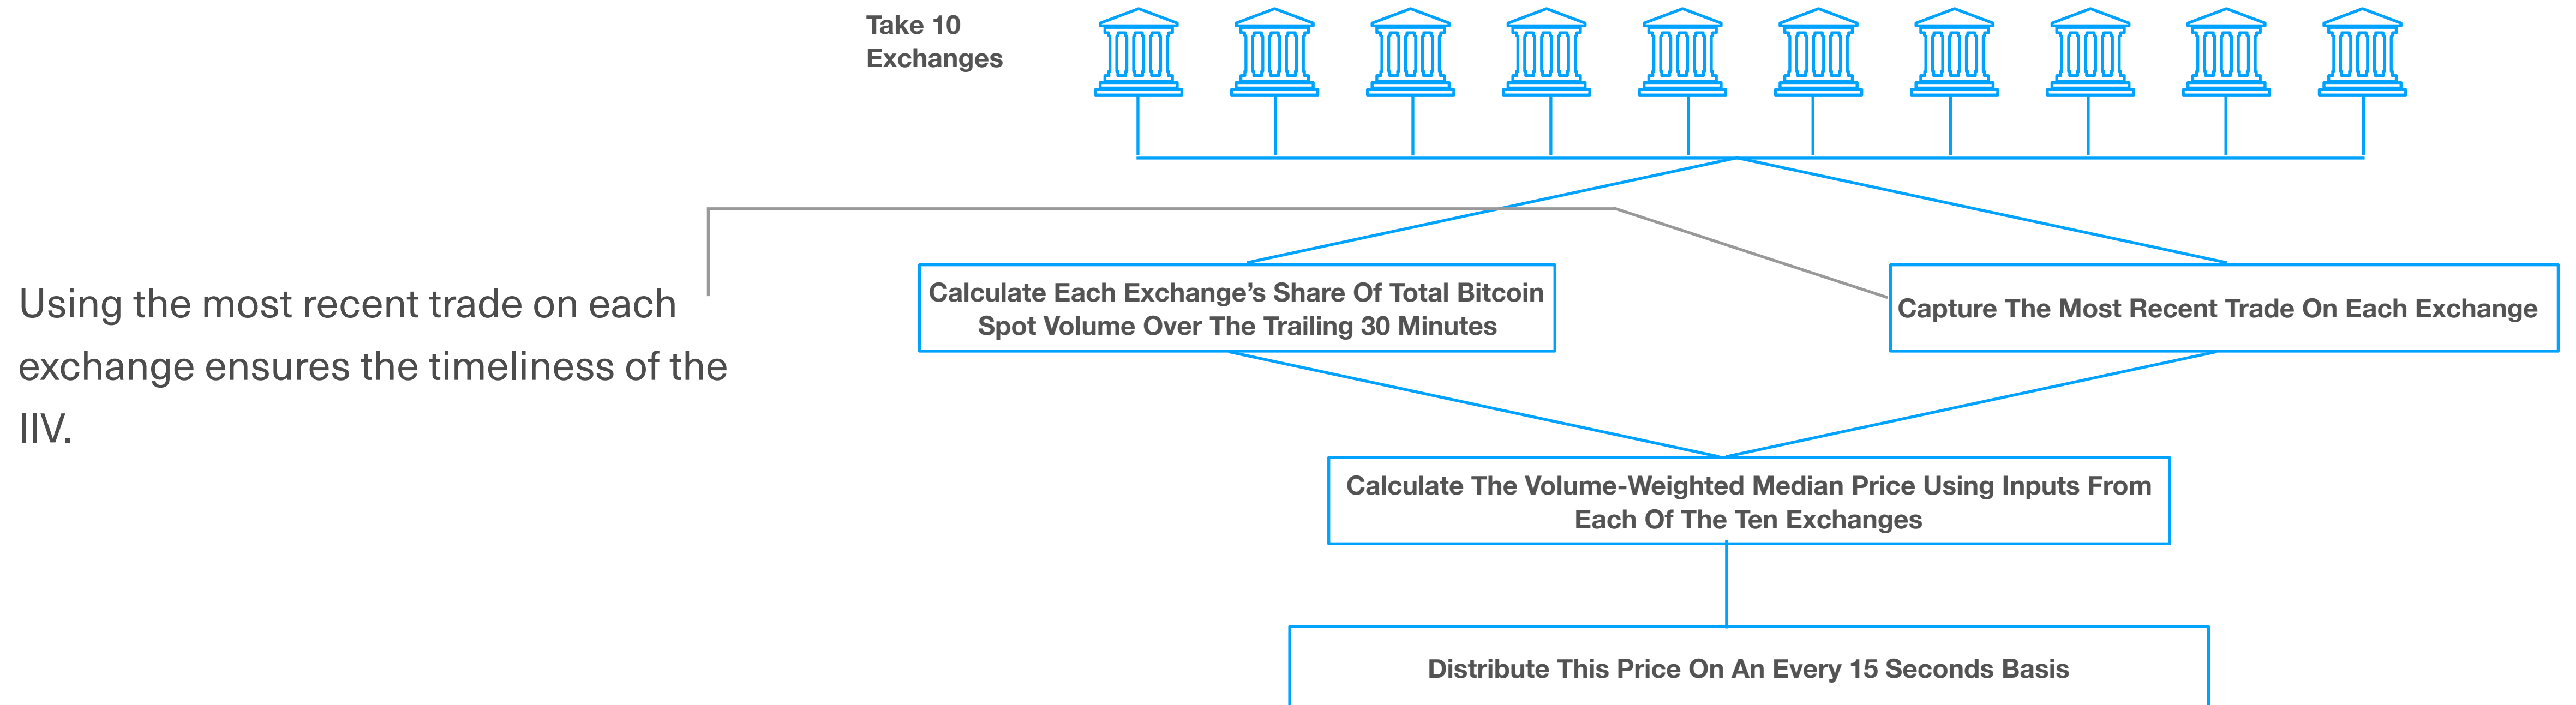 Take 10
Exchanges
Using the most recent trade on each
exchange ensures the timeliness of the
IIV.
Calculate Each Exchange’s Share Of Total Bitcoin
Spot Volume Over The Trailing 30 Minutes
Capture The Most Recent Trade On Each Exchange
Calculate The Volume-Weighted Median Price Using Inputs From
Each Of The Ten Exchanges
Distribute This Price On An Every 15 Seconds Basis